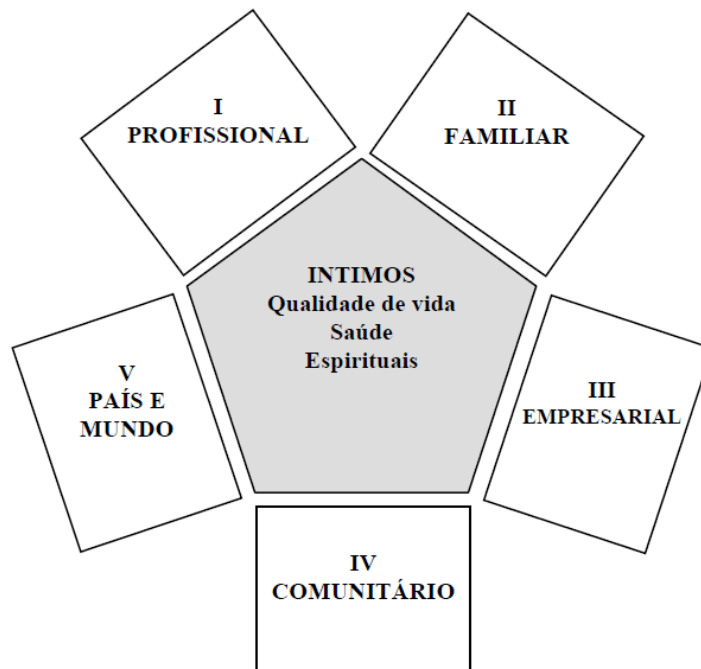 I
PROFISSIONAL
II
FAMILIAR
INTIMOS
Qualidade de vida
Saúde
Espirituais
V
PAÍS E
MUNDO
III
EMPRESARIAL
IV
COMUNITÁRIO